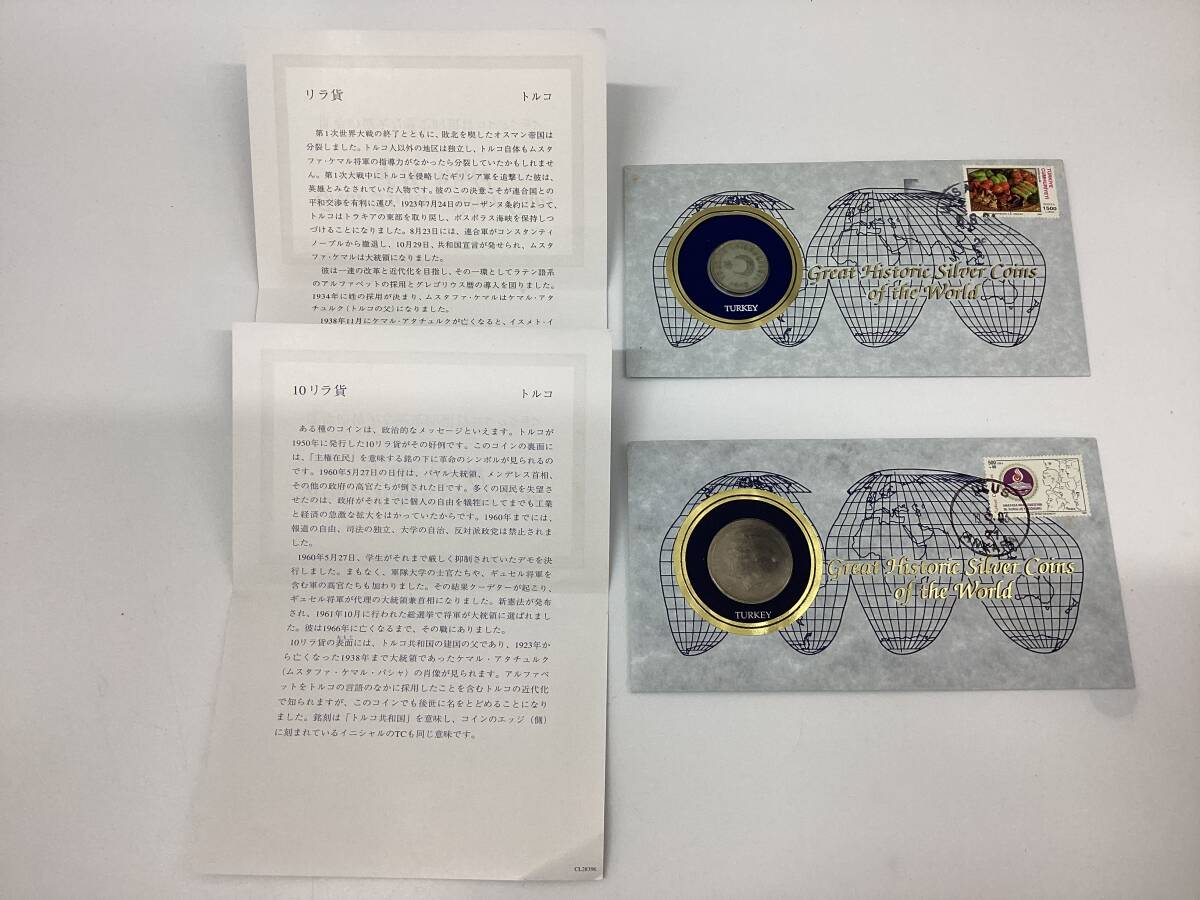 リラ貨 トルコ
第1次世界大戦の終了とともに、敗北を喫したオスマン帝国は
分裂しました。トルコ人以外の地区は独立し、トルコ自体もムスタ
ファ・ケマル将軍の指導力がなかったら分裂していたかもしれませ
ん。第1次大戦中にトルコを侵略したギリシア軍を追撃した彼は、
英雄とみなされていた人物です。彼のこの決意こそが連合国との
平和交渉を有利に運び、1923年7月24日のローザンヌ条約によって、
トルコはトラキアの東部を取り戻し、ボスポラス海峡を保持しつ
づけることになりました。8月23日には、連合軍がコンスタンティ
ノープルから撤退し、10月29日、共和国宣言が発せられ、ムスタ
ファ・ケマルは大統領になりました。
彼は一連の改革と近代化を目指し、その一環としてラテン語系
のアルファベットの採用とグレゴリウス暦の導入を図りました。
1934年に姓の採用が決まり、ムスタファ・ケマルはケマル・アタ
チュルク(トルコの父)になりました。
1938年11月にケマル・アタチュルクが亡くなると、イスメト・イ
10リラ貨 トルコ
ある種のコインは、政治的なメッセージといえます。トルコが
1950年に発行した10リラ貨がその好例です。このコインの裏面に
は、「主権在民」を意味する銘の下に革命のシンボルが見られるの
です。1960年5月27日の日付は、バヤル大統領、メンデレス首相、
その他の政府の高官たちが倒された日です。多くの国民を失望さ
せたのは、政府がそれまでに個人の自由を犠牲にしてまでも工業
と経済の急激な拡大をはかっていたからです。1960年までには、
報道の自由、司法の独立、大学の自治、反対派政党は禁止されま
した。
1960年5月27日、学生がそれまで厳しく抑制されていたデモを決
行しました。まもなく、軍隊大学の士官たちや、ギュセル将軍を
含む軍の高官たちも加わりました。その結果クーデターが起こり、
ギュセル将軍が代理の大統領兼首相になりました。新憲法が発布
され、1961年10月に行われた総選挙で将軍が大統領に選ばれまし
た。彼は1966年に亡くなるまで、その職にありました。
10リラ貨の表面には、トルコ共和国の建国の父であり、1923年か
ら亡くなった1938年まで大統領であったケマル・アタチュルク
(ムスタファ・ケマル・パシャ)の肖像が見られます。アルファベ
ットをトルコの言語のなかに採用したことを含むトルコの近代化
で知られますが、このコインでも後世に名をとどめることになり
ました。銘刻は「トルコ共和国」を意味し、コインのエッジ(側)
に刻まれているイニシャルのTCも同じ意味です。
CL28398
TÜRKİYE
CUMHURİYETİ
1500
Great Historic Silver Coins
of the World
TURKEY
500
ULUS
ANKARA
Great Historic Silver Coins
of the World
TURKEY